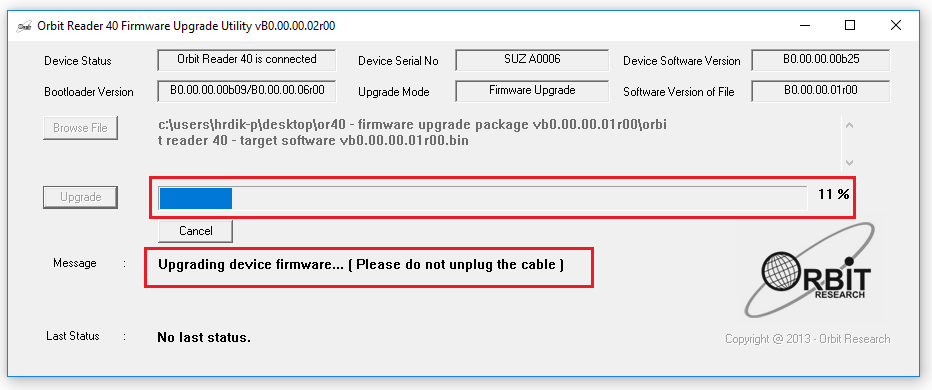 Orbit Reader 40 Firmware Upgrade Utility vB0.00.00.02r00
Device Status Orbit Reader 40 is connected Device Serial No SUZ A0006 Device Software Version B0.00.00.00b25
Bootloader Version B0.00.00.00b09/B0.00.00.06r00 Upgrade Mode Firmware Upgrade Software Version of File B0.00.00.01r00
Browse File c:\users\hrdik-p\desktop\or40 - firmware upgrade package vb0.00.00.01r00\orbi
t reader 40 - target software vb0.00.00.01r00.bin
Upgrade 11 %
Cancel
Message : Upgrading device firmware... ( Please do not unplug the cable )
ORBIT
RESEARCH
Last Status : No last status.
Copyright @ 2013 - Orbit Research